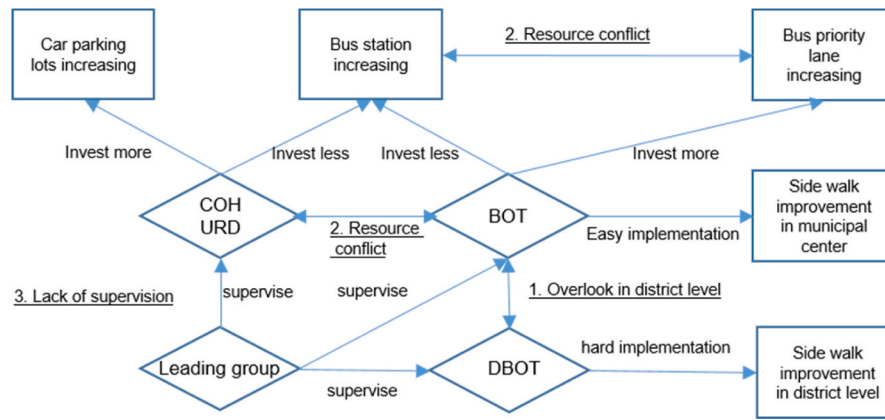 Car parking
lots increasing
Bus station
increasing
2. Resource conflict
Bus priority
lane
increasing
Invest more
Invest less
Invest less
Invest more
COH
URD
2. Resource
conflict
BOT
Easy implementation
Side walk
improvement
in municipal
center
3. Lack of supervision
supervise
supervise
1. Overlook in district level
Leading group
supervise
DBOT
hard implementation
Side walk
improvement
in district level